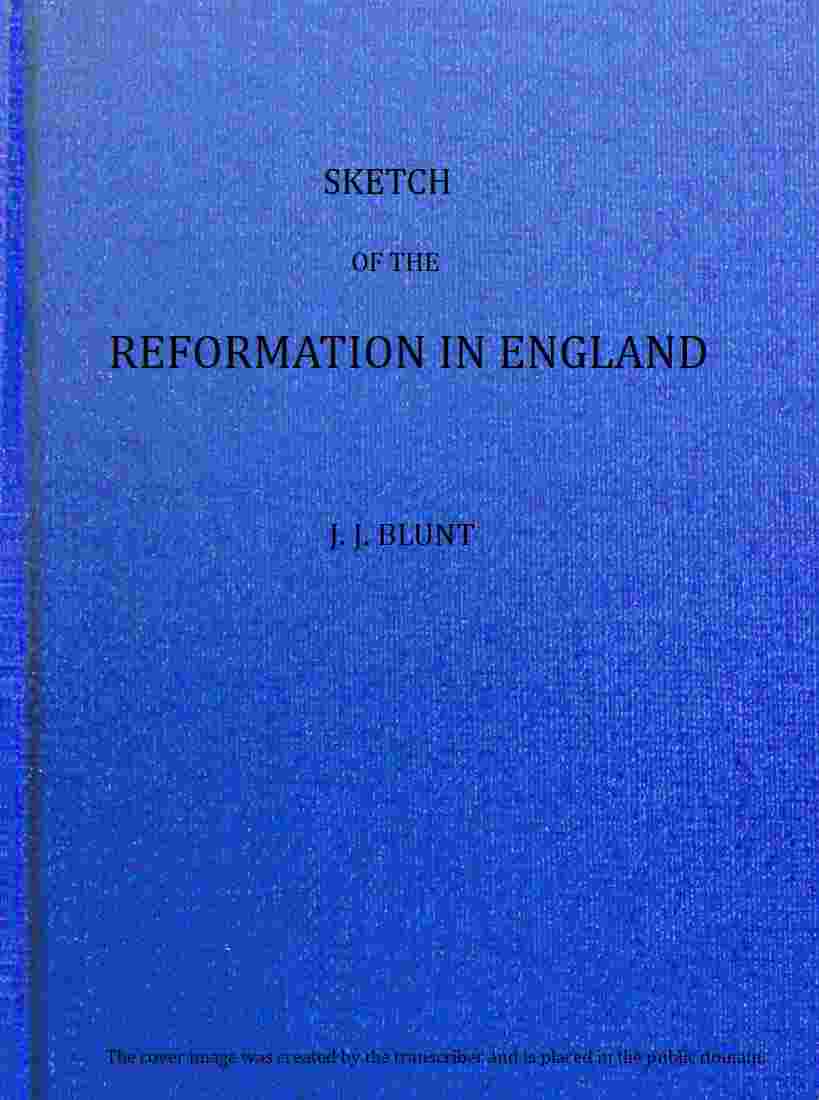 SKETCH
OF THE
REFORMATION IN ENGLAND
J. J. BLUNT
The cover image was created by the transcriber and is placed in the public domain.